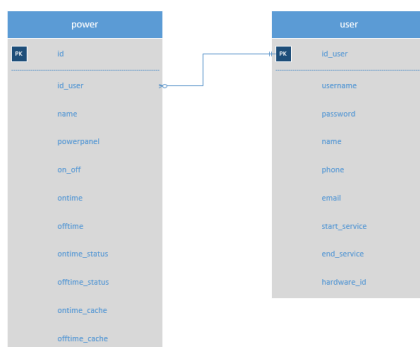 power
PK id
id_user
name
powerpanel
on_off
ontime
offtime
ontime_status
offtime_status
ontime_cache
offtime_cache
user
PK id_user
username
password
name
phone
email
start_service
end_service
hardware_id